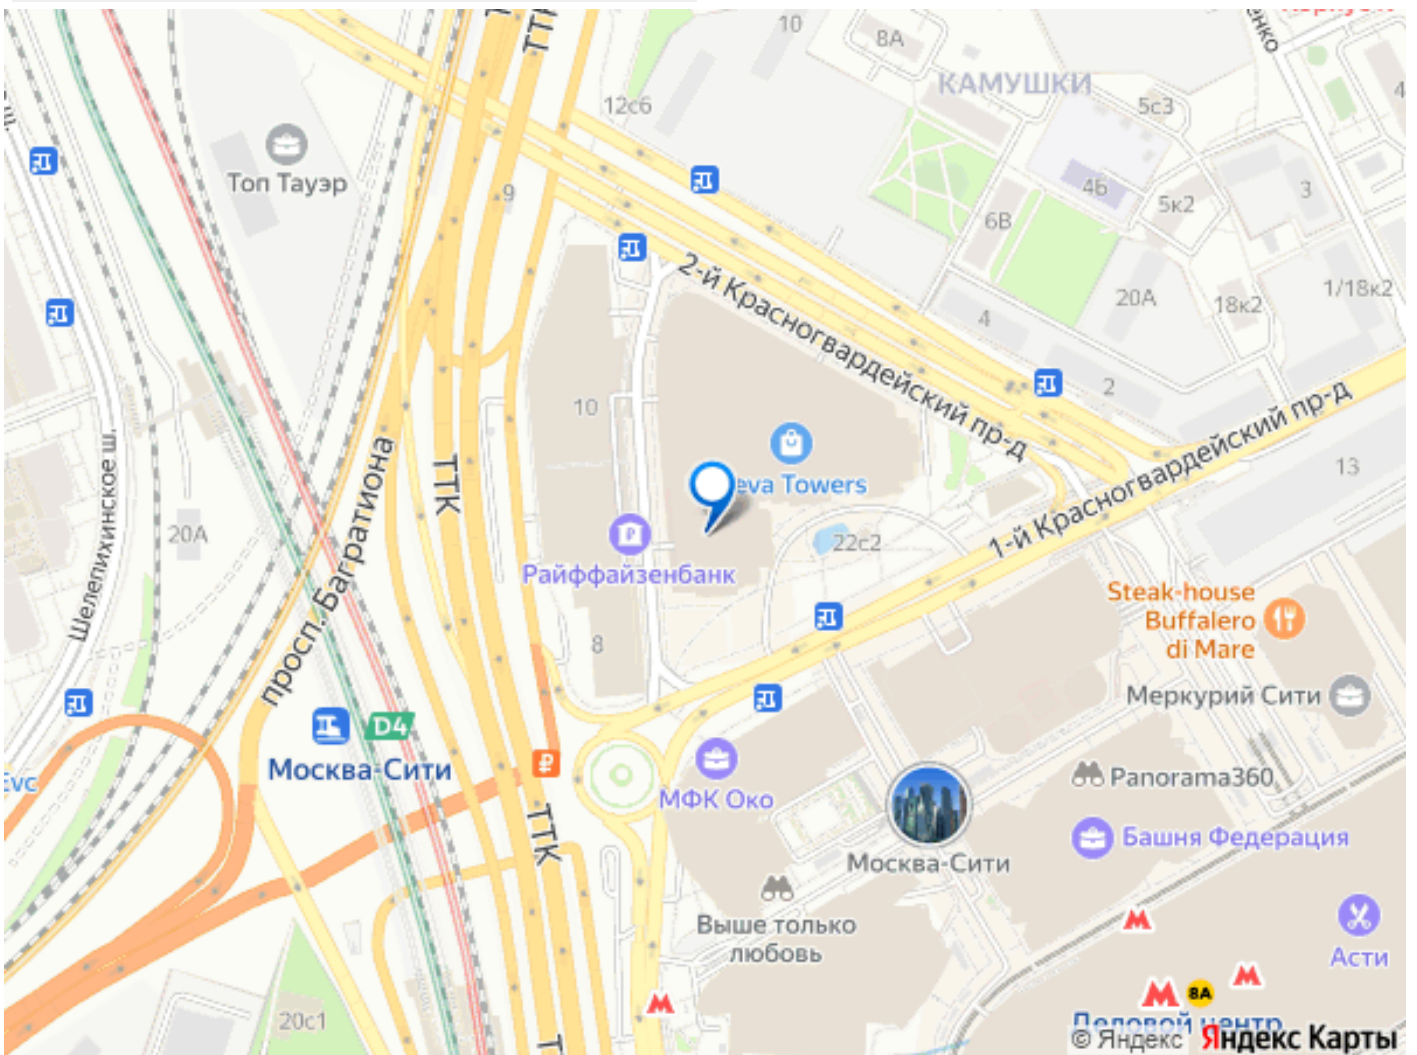 ТТК
10
8А
КАМУШКИ
5с3
12с6
Топ Тауэр
9
4Б
5к2
3
6В
20А
18к2
1/18к2
4
2
2-й Красногвардейский пр-д
10
eva Towers
1-й Красногвардейский пр-д
13
Шелепихинское ш.
просп. Багратиона
ТТК
20А
22с2
Райффайзенбанк
8
Steak-house
Buffalero
di Mare
Меркурий Сити
D4
Москва-Сити
МФК Око
Panorama360
Башня Федерация
Москва-Сити
ТТК
Выше только
любовь
Асти
8А
20с1
Деловой центр
© Яндекс Яндекс Карты